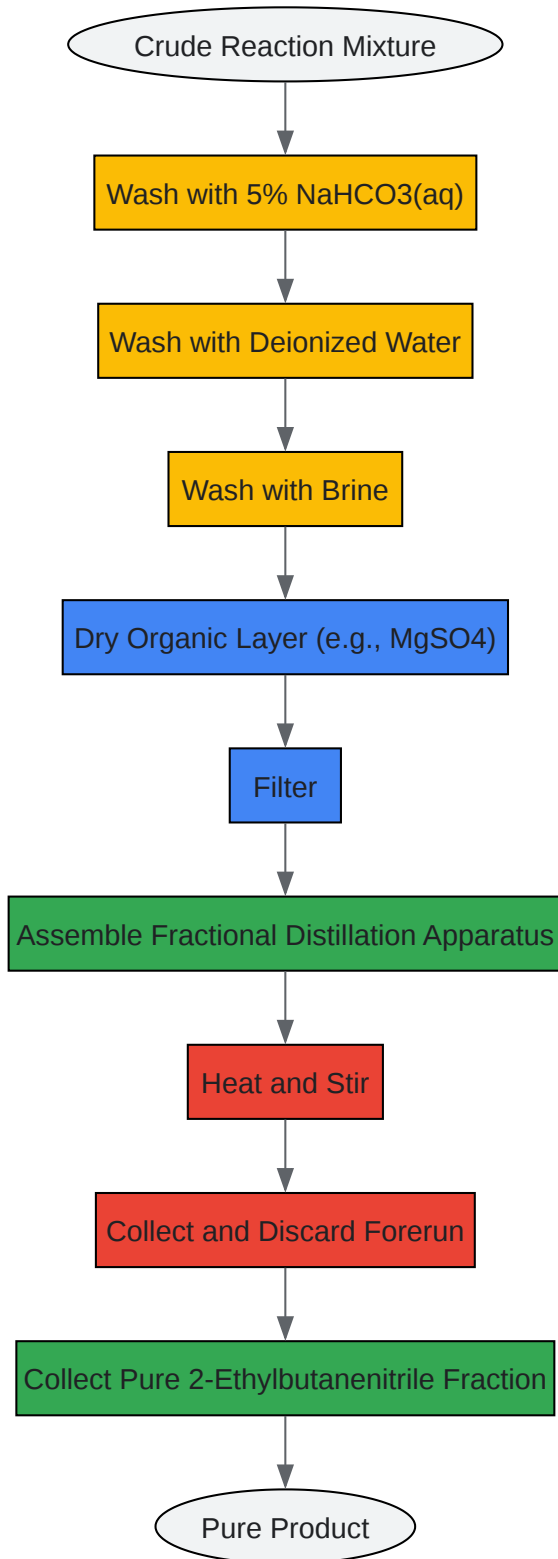 Crude Reaction Mixture
Wash with 5% NaHCO3(aq)
Wash with Deionized Water
Wash with Brine
Dry Organic Layer (e.g., MgSO4)
Filter
Assemble Fractional Distillation Apparatus
Heat and Stir
Collect and Discard Forerun
Collect Pure 2-Ethylbutanenitrile Fraction
Pure Product